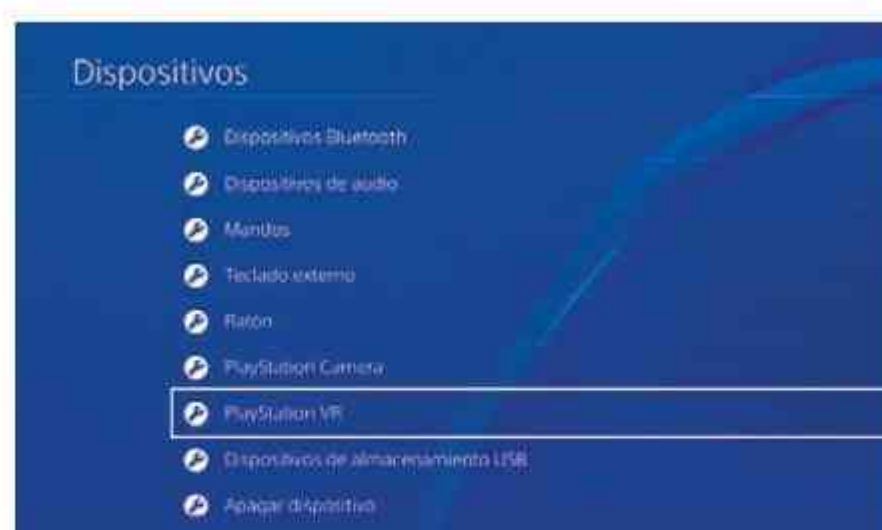 Dispositivos
Dispositivos Bluetooth
Dispositivos de audio
Mandos
Teclado externo
Ratón
PlayStation Camera
PlayStation VR
Dispositivos de almacenamiento USB
Apagar dispositivo